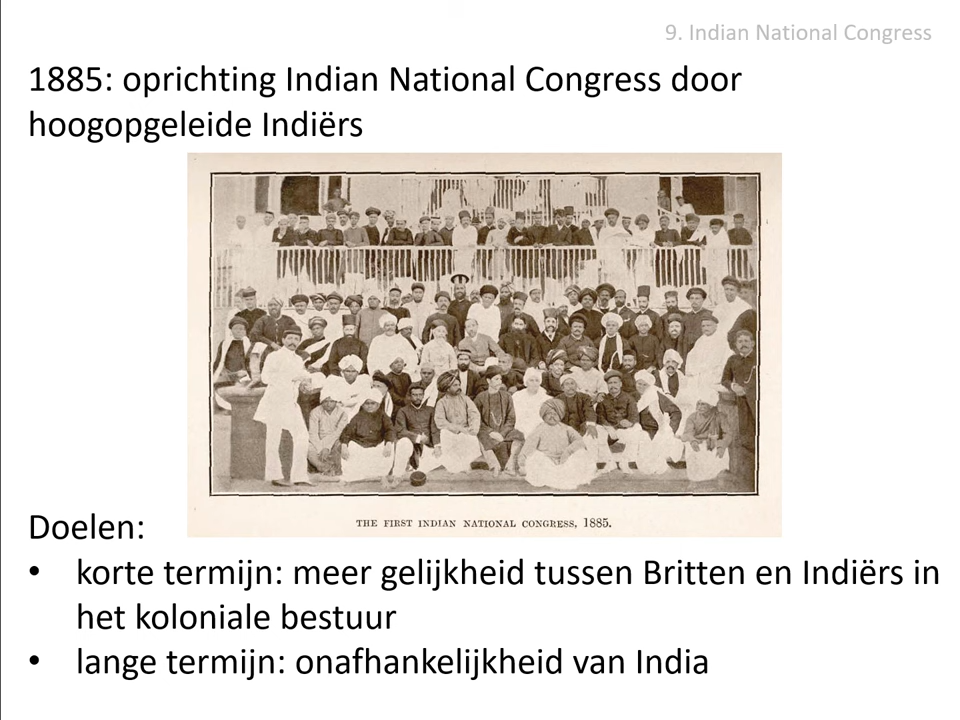 9. Indian National Congress
1885: oprichting Indian National Congress door
hoogopgeleide Indiërs
THE FIRST INDIAN NATIONAL CONGRESS, 1885.
Doelen:
• korte termijn: meer gelijkheid tussen Britten en Indiërs in
het koloniale bestuur
• lange termijn: onafhankelijkheid van India